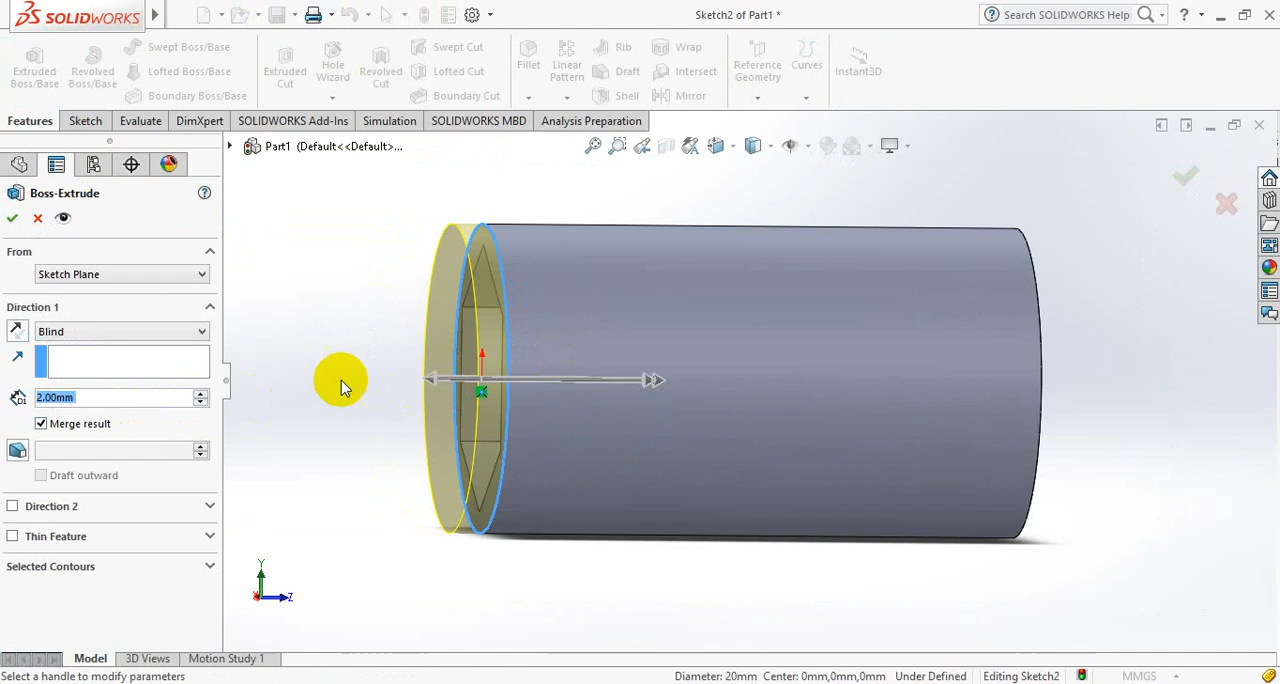 SOLIDWORKS
Sketch2 of Part1 *
Search SOLIDWORKS Help
?
Extruded Boss/Base
Revolved Boss/Base
Swept Boss/Base
Lofted Boss/Base
Boundary Boss/Base
Extruded Cut
Hole Wizard
Revolved Cut
Swept Cut
Lofted Cut
Boundary Cut
Fillet
Linear Pattern
Rib
Draft
Shell
Wrap
Intersect
Mirror
Reference Geometry
Curves
Instant3D
Features
Sketch
Evaluate
DimXpert
SOLIDWORKS Add-Ins
Simulation
SOLIDWORKS MBD
Analysis Preparation
Part1 (Default<<Default>...
Boss-Extrude
?
From
Sketch Plane
Direction 1
Blind
D1
2.00mm
Merge result
Draft outward
Direction 2
Thin Feature
Selected Contours
Y
Z
Model
3D Views
Motion Study 1
Select a handle to modify parameters
Diameter: 20mm Center: 0mm,0mm,0mm
Under Defined
Editing Sketch2
MMGS